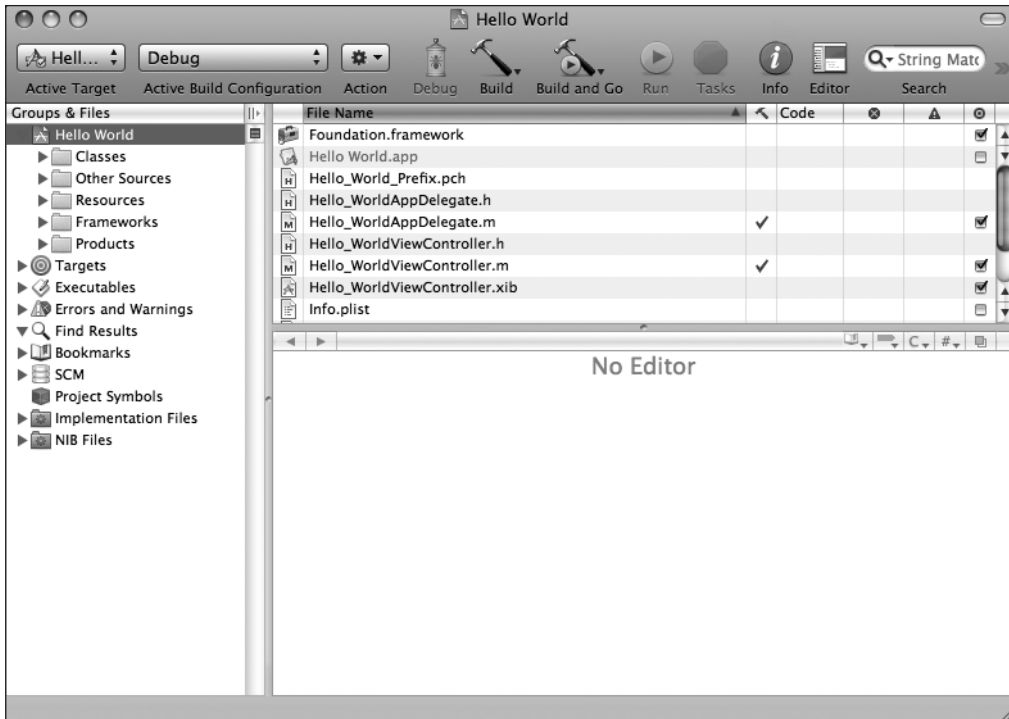 Hello World
Hell... Debug String Matc
Active Target Active Build Configuration Action Debug Build Build and Go Run Tasks Info Editor Search
Groups & Files
Hello World
Classes
Other Sources
Resources
Frameworks
Products
Targets
Executables
Errors and Warnings
Find Results
Bookmarks
SCM
Project Symbols
Implementation Files
NIB Files
File Name Code
Foundation.framework
Hello World.app
Hello_World_Prefix.pch
Hello_WorldAppDelegate.h
Hello_WorldAppDelegate.m
Hello_WorldViewController.h
Hello_WorldViewController.m
Hello_WorldViewController.xib
Info.plist
C #
No Editor